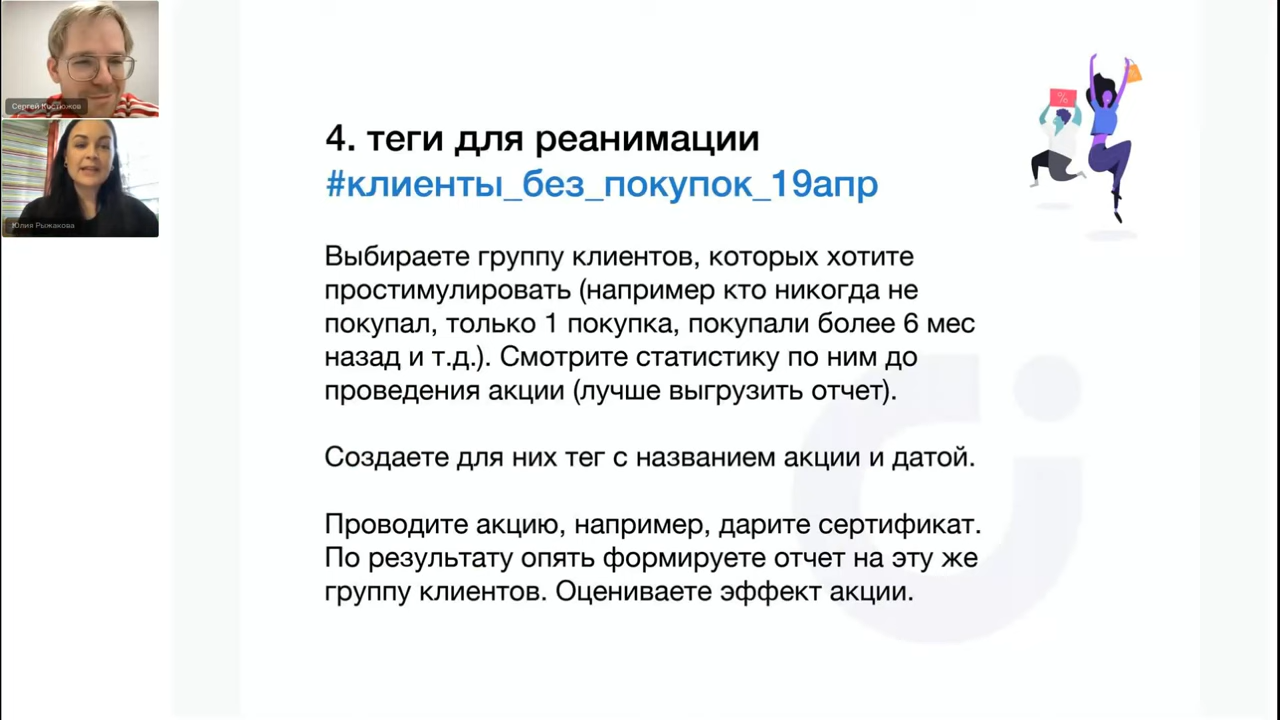 Сергей Костюжов
Юлия Рыжакова
%
4. теги для реанимации
#клиенты_без_покупок_19апр
Выбираете группу клиентов, которых хотите
простимулировать (например кто никогда не
покупал, только 1 покупка, покупали более 6 мес
назад и т.д.). Смотрите статистику по ним до
проведения акции (лучше выгрузить отчет).
Создаете для них тег с названием акции и датой.
Проводите акцию, например, дарите сертификат.
По результату опять формируете отчет на эту же
группу клиентов. Оцениваете эффект акции.